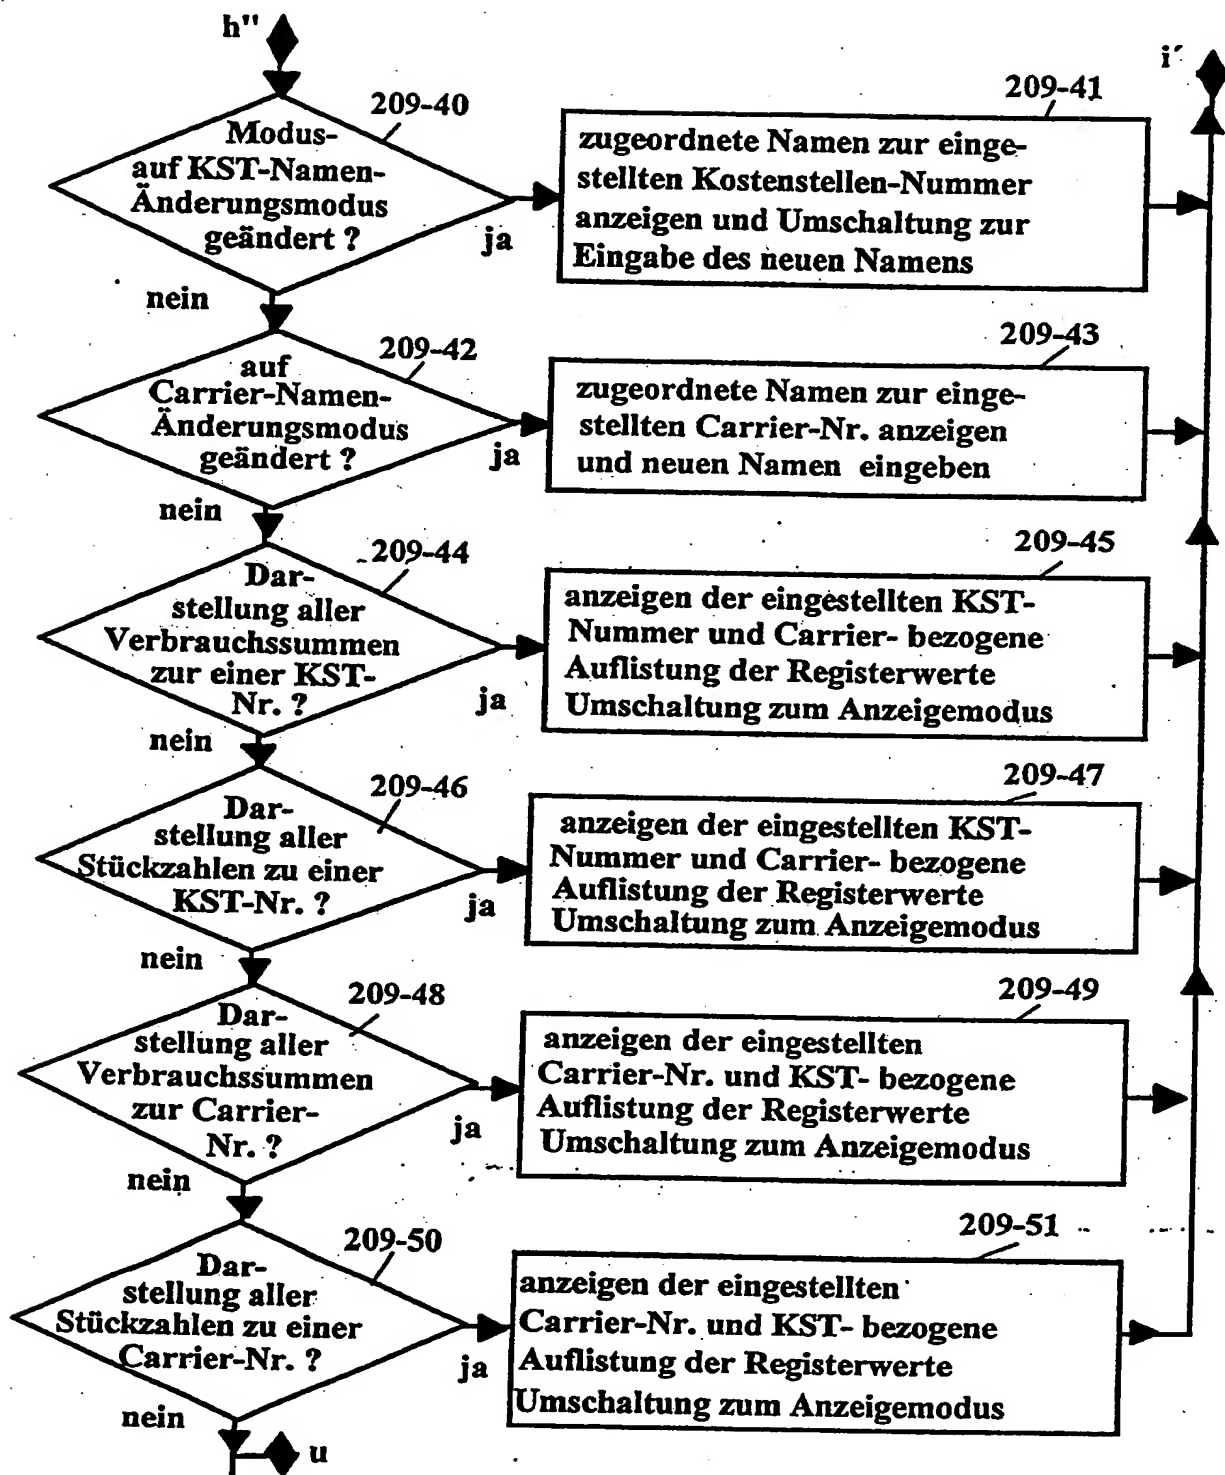 h"
i´
209-40
209-41
Modus-
auf KST-Namen-
Änderungsmodus
geändert ?
ja
nein
zugeordnete Namen zur einge-
stellten Kostenstellen-Nummer
anzeigen und Umschaltung zur
Eingabe des neuen Namens
209-42
209-43
auf
Carrier-Namen-
Änderungsmodus
geändert ?
ja
nein
zugeordnete Namen zur einge-
stellten Carrier-Nr. anzeigen
und neuen Namen eingeben
209-44
209-45
Dar-
stellung aller
Verbrauchssummen
zur einer KST-
Nr. ?
ja
nein
anzeigen der eingestellten KST-
Nummer und Carrier- bezogene
Auflistung der Registerwerte
Umschaltung zum Anzeigemodus
209-46
209-47
Dar-
stellung aller
Stückzahlen zu einer
KST-Nr. ?
ja
nein
anzeigen der eingestellten KST-
Nummer und Carrier- bezogene
Auflistung der Registerwerte
Umschaltung zum Anzeigemodus
209-48
209-49
Dar-
stellung aller
Verbrauchssummen
zur Carrier-
Nr. ?
ja
nein
anzeigen der eingestellten
Carrier-Nr. und KST- bezogene
Auflistung der Registerwerte
Umschaltung zum Anzeigemodus
209-50
209-51
Dar-
stellung aller
Stückzahlen zu einer
Carrier-Nr. ?
ja
nein
anzeigen der eingestellten
Carrier-Nr. und KST- bezogene
Auflistung der Registerwerte
Umschaltung zum Anzeigemodus
u